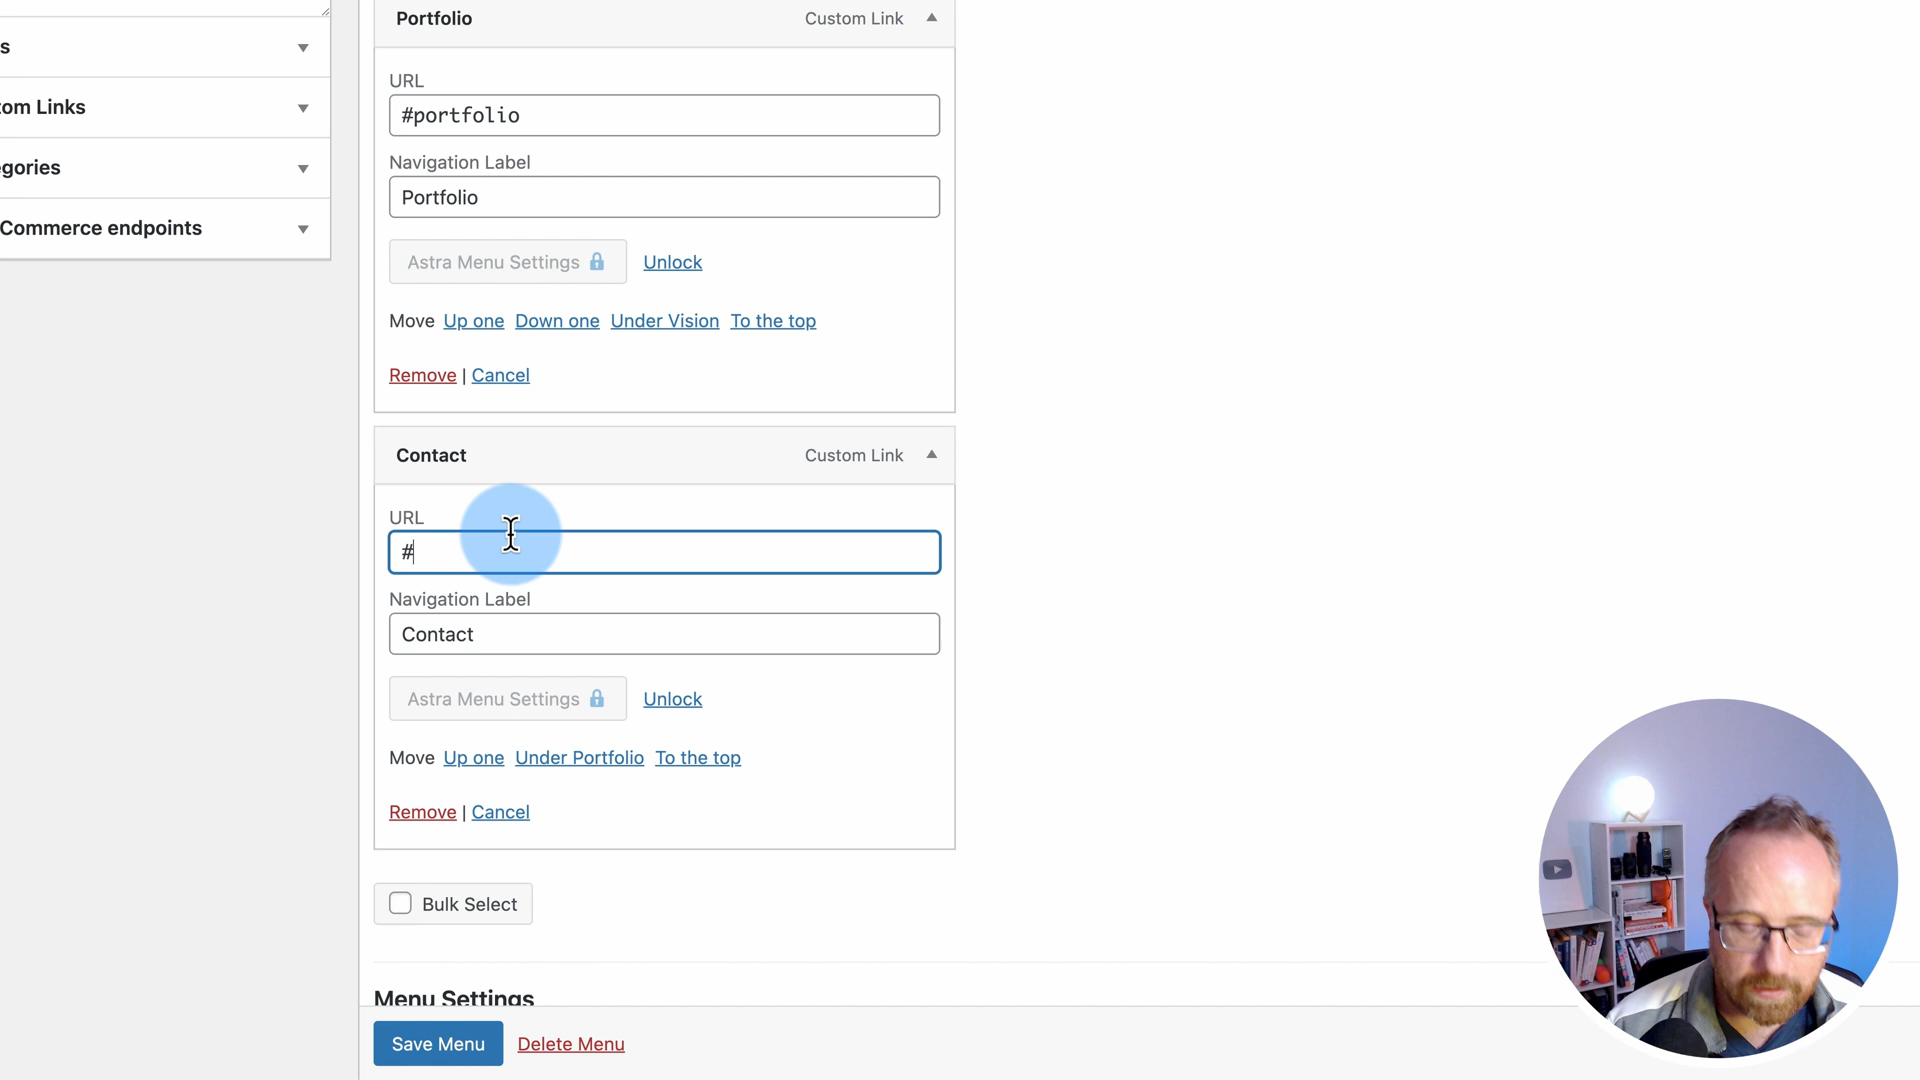 Portfolio Custom Link
s
URL
tom Links
#portfolio
Navigation Label
gories
Portfolio
Commerce endpoints
Astra Menu Settings Unlock
Move Up one Down one Under Vision To the top
Remove | Cancel
Contact Custom Link
URL
#
Navigation Label
Contact
Astra Menu Settings Unlock
Move Up one Under Portfolio To the top
Remove | Cancel
Bulk Select
Menu Settings
Save Menu Delete Menu